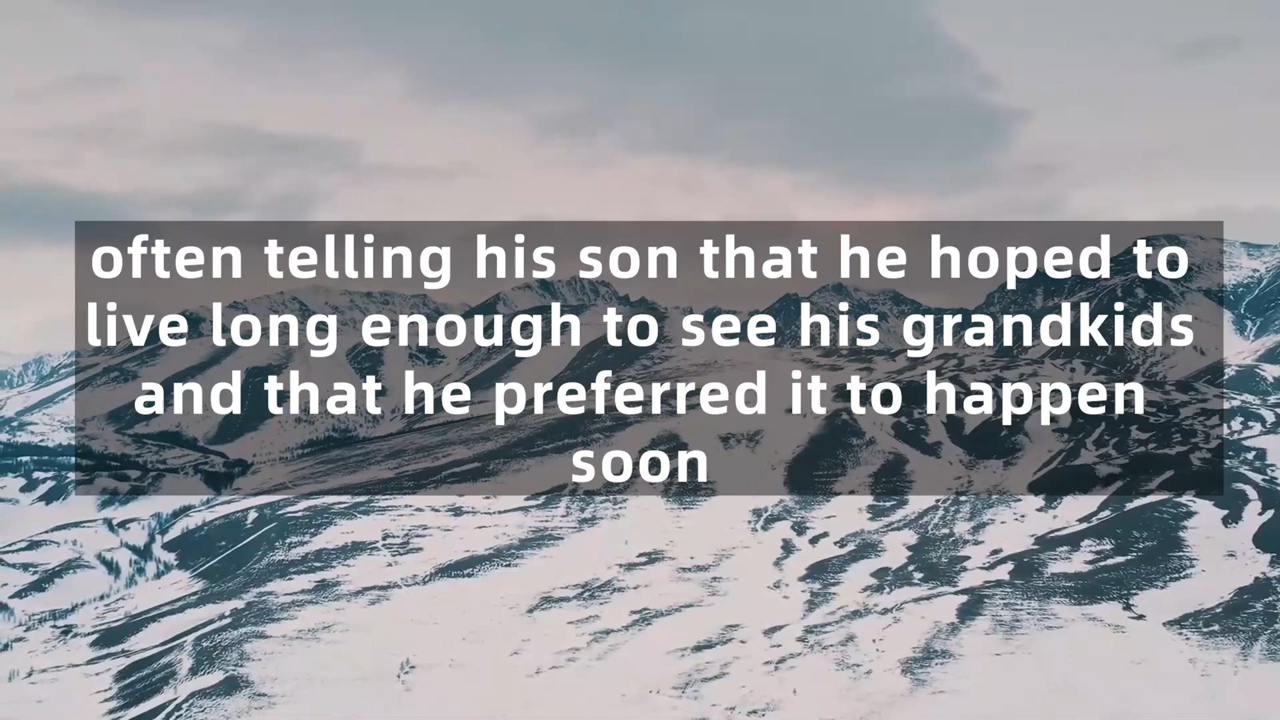 often telling his son that he hoped to
live long enough to see his grandkids
and that he preferred it to happen
soon